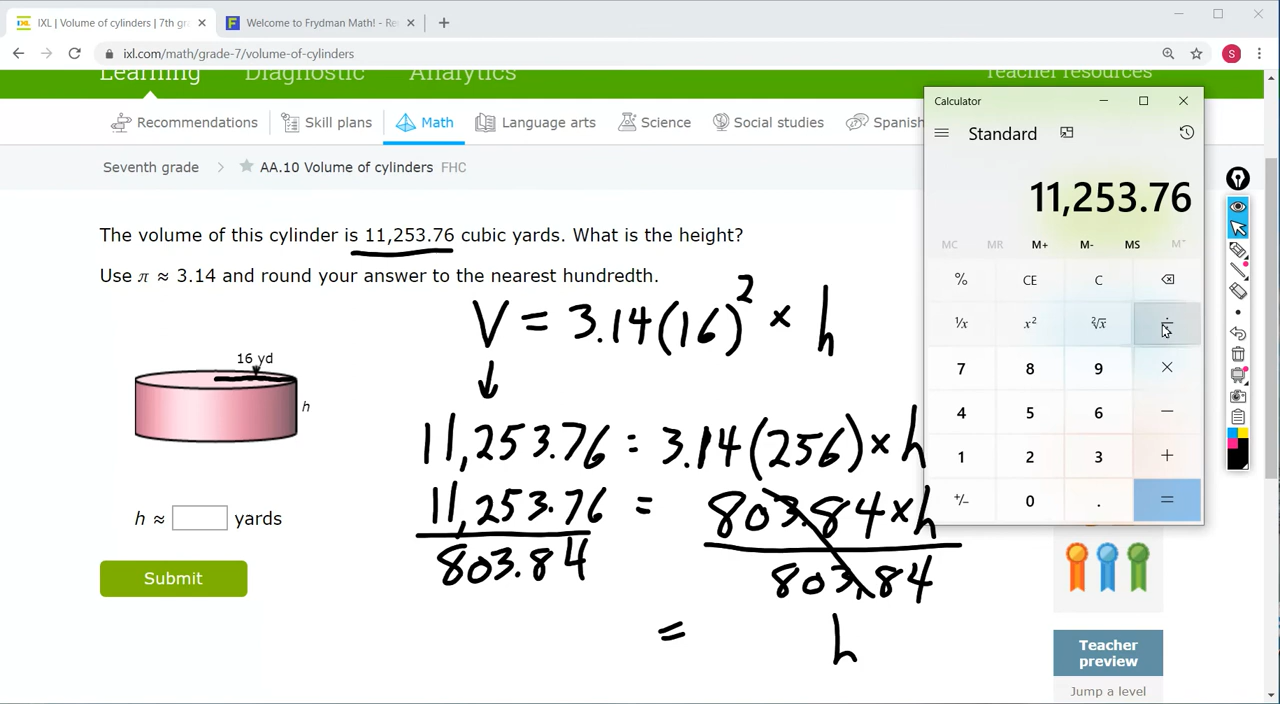 IXL | Volume of cylinders | 7th gra
Welcome to Frydman Math! - Re
ixl.com/math/grade-7/volume-of-cylinders
S
Learning Diagnostic Analytics Teacher resources
Recommendations Skill plans Math Language arts Science Social studies Spanish
Seventh grade > AA.10 Volume of cylinders FHC
The volume of this cylinder is 11,253.76 cubic yards. What is the height?
Use π ≈ 3.14 and round your answer to the nearest hundredth.
16 yd
h
h ≈ yards
Submit
V = 3.14(16)² × h
11,253.76 = 3.14(256) × h
11,253.76 = 803.84 × h
803.84 803.84
= h
Calculator
Standard
11,253.76
MC MR M+ M- MS M˅
% CE C
¹/x x² ²√x ÷
7 8 9 ×
4 5 6 −
1 2 3 +
+/− 0 . =
Teacher
preview
Jump a level